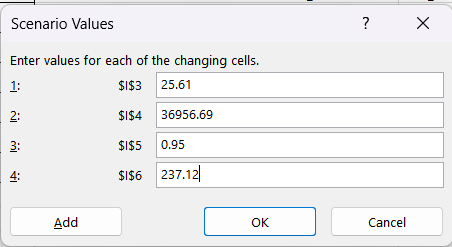 Scenario Values ?
Enter values for each of the changing cells.
1: $I$3 25.61
2: $I$4 36956.69
3: $I$5 0.95
4: $I$6 237.12
Add OK Cancel